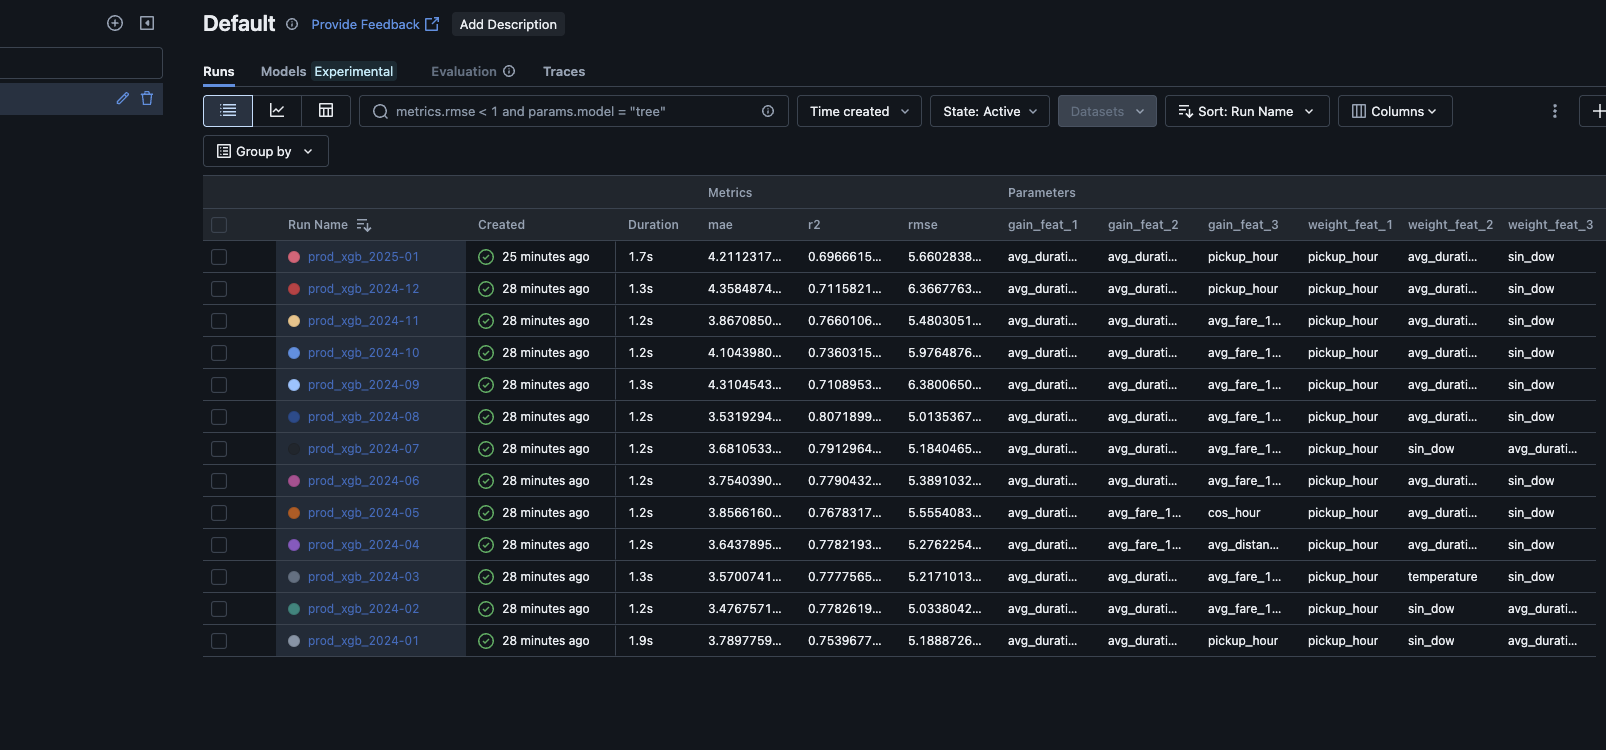 Default Provide Feedback Add Description
Runs Models Experimental Evaluation Traces
metrics.rmse < 1 and params.model = "tree" Time created State: Active Datasets Sort: Run Name Columns
Group by
Metrics Parameters
Run Name Created Duration mae r2 rmse gain_feat_1 gain_feat_2 gain_feat_3 weight_feat_1 weight_feat_2 weight_feat_3
prod_xgb_2025-01 25 minutes ago 1.7s 4.2112317... 0.6966615... 5.6602838... avg_durati... avg_durati... pickup_hour pickup_hour avg_durati... sin_dow
prod_xgb_2024-12 28 minutes ago 1.3s 4.3584874... 0.7115821... 6.3667763... avg_durati... avg_durati... pickup_hour pickup_hour avg_durati... sin_dow
prod_xgb_2024-11 28 minutes ago 1.2s 3.8670850... 0.7660106... 5.4803051... avg_durati... avg_durati... avg_fare_1... pickup_hour avg_durati... sin_dow
prod_xgb_2024-10 28 minutes ago 1.2s 4.1043980... 0.7360315... 5.9764876... avg_durati... avg_durati... avg_fare_1... pickup_hour avg_durati... sin_dow
prod_xgb_2024-09 28 minutes ago 1.3s 4.3104543... 0.7108953... 6.3800650... avg_durati... avg_durati... avg_fare_1... pickup_hour avg_durati... sin_dow
prod_xgb_2024-08 28 minutes ago 1.2s 3.5319294... 0.8071899... 5.0135367... avg_durati... avg_durati... avg_fare_1... pickup_hour avg_durati... sin_dow
prod_xgb_2024-07 28 minutes ago 1.2s 3.6810533... 0.7912964... 5.1840465... avg_durati... avg_durati... avg_fare_1... pickup_hour sin_dow avg_durati...
prod_xgb_2024-06 28 minutes ago 1.2s 3.7540390... 0.7790432... 5.3891032... avg_durati... avg_durati... avg_fare_1... pickup_hour avg_durati... sin_dow
prod_xgb_2024-05 28 minutes ago 1.2s 3.8566160... 0.7678317... 5.5554083... avg_durati... avg_fare_1... cos_hour pickup_hour avg_durati... sin_dow
prod_xgb_2024-04 28 minutes ago 1.2s 3.6437895... 0.7782193... 5.2762254... avg_durati... avg_fare_1... avg_distan... pickup_hour avg_durati... sin_dow
prod_xgb_2024-03 28 minutes ago 1.3s 3.5700741... 0.7777565... 5.2171013... avg_durati... avg_durati... avg_fare_1... pickup_hour temperature sin_dow
prod_xgb_2024-02 28 minutes ago 1.2s 3.4767571... 0.7782619... 5.0338042... avg_durati... avg_durati... avg_fare_1... pickup_hour sin_dow avg_durati...
prod_xgb_2024-01 28 minutes ago 1.9s 3.7897759... 0.7539677... 5.1888726... avg_durati... avg_durati... pickup_hour pickup_hour sin_dow avg_durati...